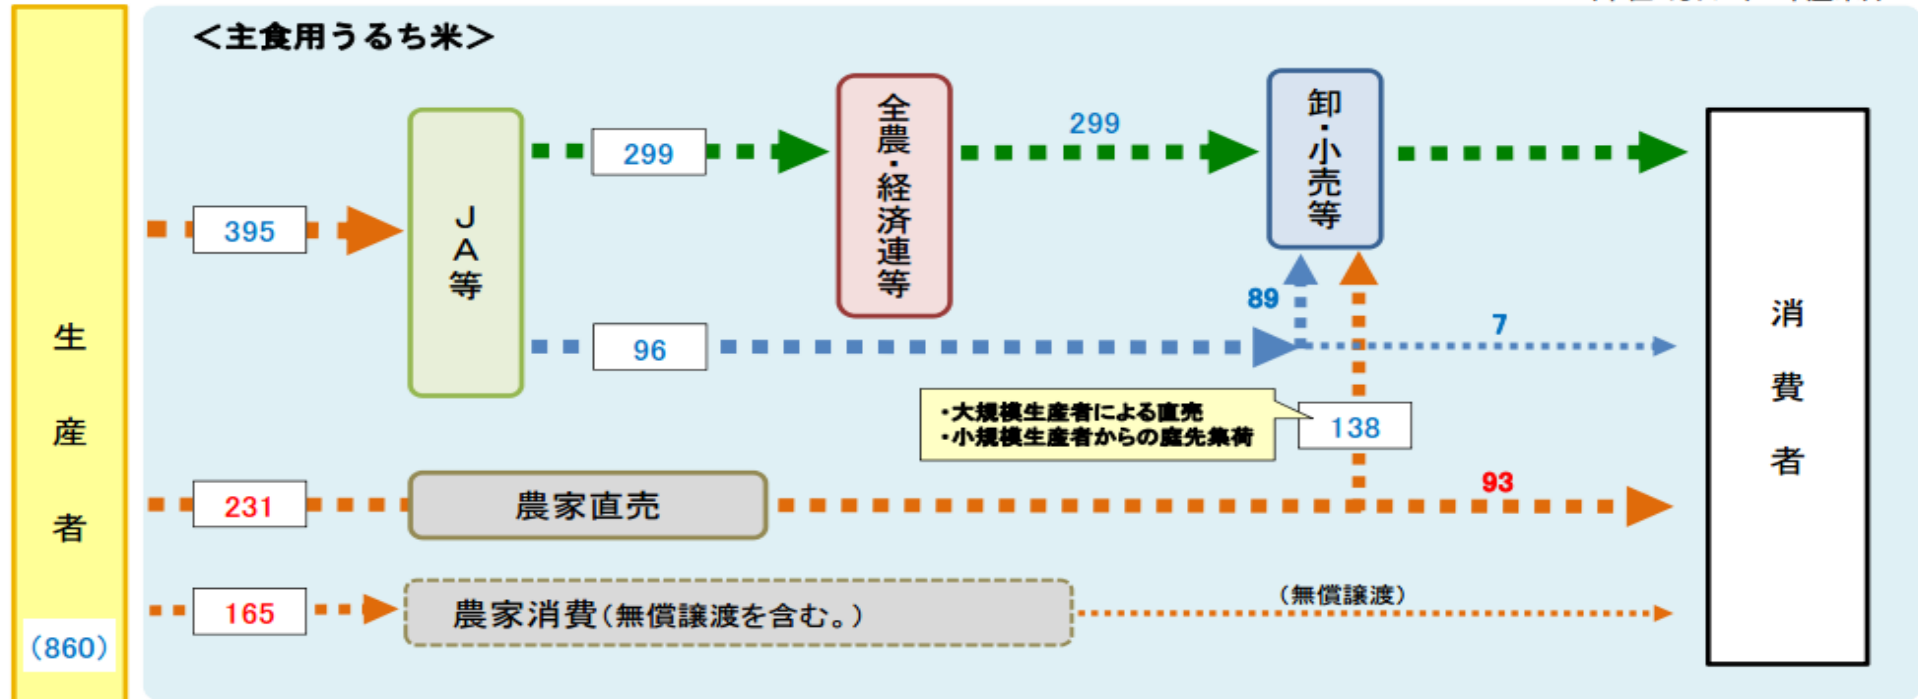 <主食用うるち米>
生産者
(860)
395
JA等
299
全農・経済連等
299
卸・小売等
96
89
7
・大規模生産者による直売
・小規模生産者からの庭先集荷
138
231
農家直売
93
165
農家消費(無償譲渡を含む。)
(無償譲渡)
消費者